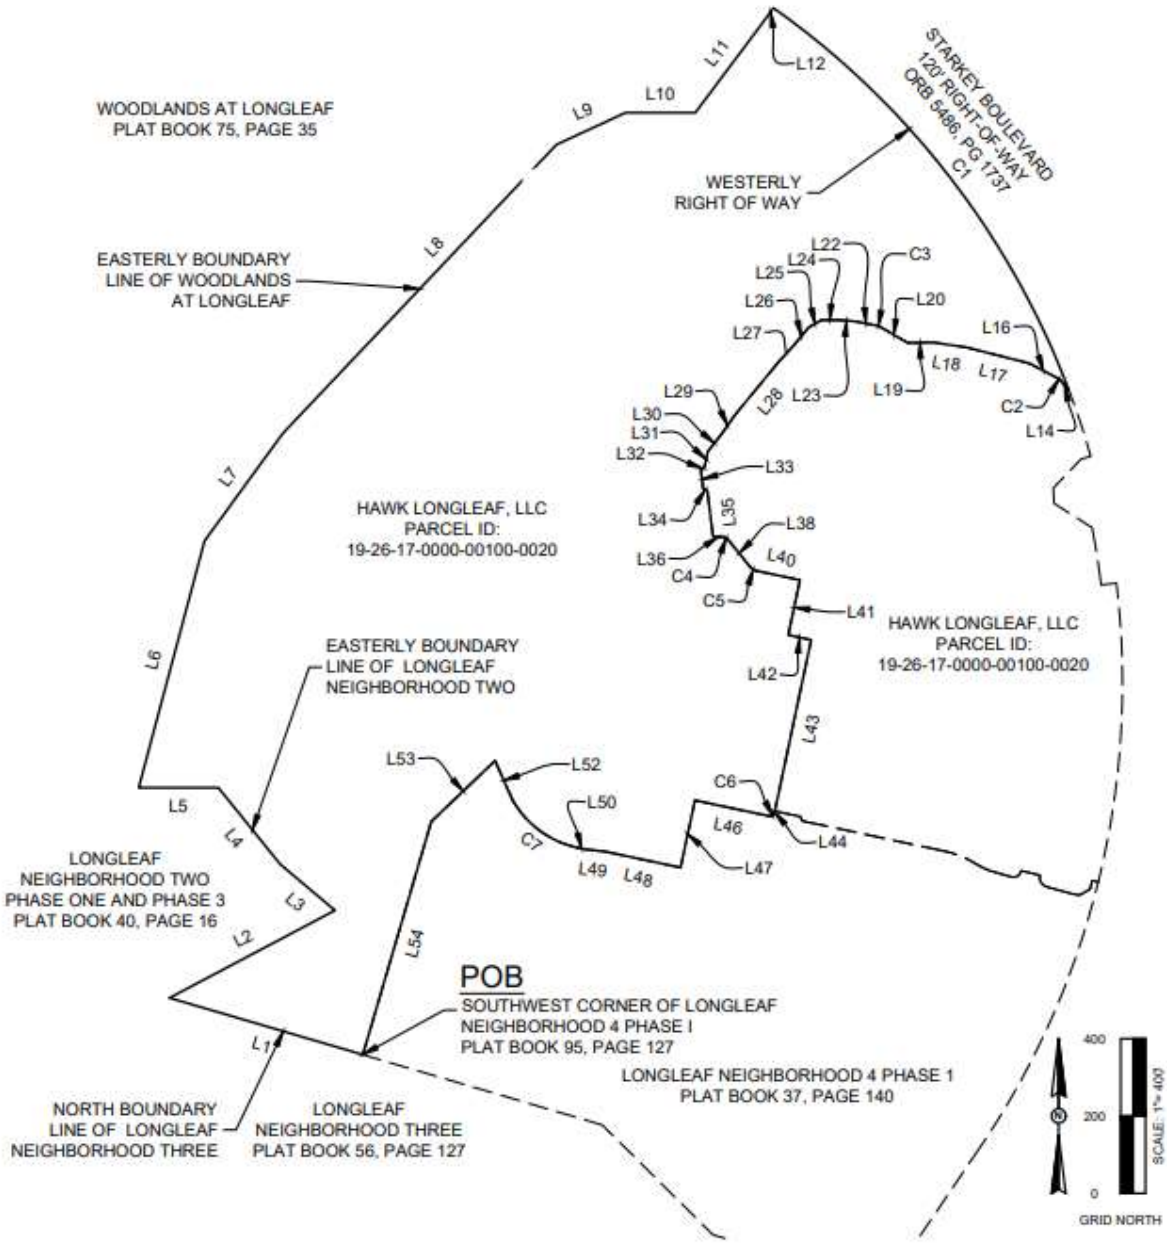 L11
L12
STARKEY BOULEVARD
120' RIGHT-OF-WAY
ORB 5486, PG 1737
C1
WOODLANDS AT LONGLEAF
PLAT BOOK 75, PAGE 35
L9
L10
WESTERLY
RIGHT OF WAY
L8
EASTERLY BOUNDARY
LINE OF WOODLANDS
AT LONGLEAF
L22
L24
L25
L26
L27
C3
L20
L16
L18
L17
L19
L23
L28
C2
L14
L29
L30
L31
L32
L33
L7
HAWK LONGLEAF, LLC
PARCEL ID:
19-26-17-0000-00100-0020
L34
L35
L38
L36
C4
L40
C5
L41
HAWK LONGLEAF, LLC
PARCEL ID:
19-26-17-0000-00100-0020
L42
L6
EASTERLY BOUNDARY
LINE OF LONGLEAF
NEIGHBORHOOD TWO
L43
L53
L52
C6
L50
L5
L46
L44
C7
L4
L49
L48
L47
LONGLEAF
NEIGHBORHOOD TWO
PHASE ONE AND PHASE 3
PLAT BOOK 40, PAGE 16
L3
L2
L54
POB
SOUTHWEST CORNER OF LONGLEAF
NEIGHBORHOOD 4 PHASE I
PLAT BOOK 95, PAGE 127
L1
LONGLEAF NEIGHBORHOOD 4 PHASE 1
PLAT BOOK 37, PAGE 140
NORTH BOUNDARY
LINE OF LONGLEAF
NEIGHBORHOOD THREE
LONGLEAF
NEIGHBORHOOD THREE
PLAT BOOK 56, PAGE 127
400
200
0
N
SCALE: 1"= 400'
GRID NORTH